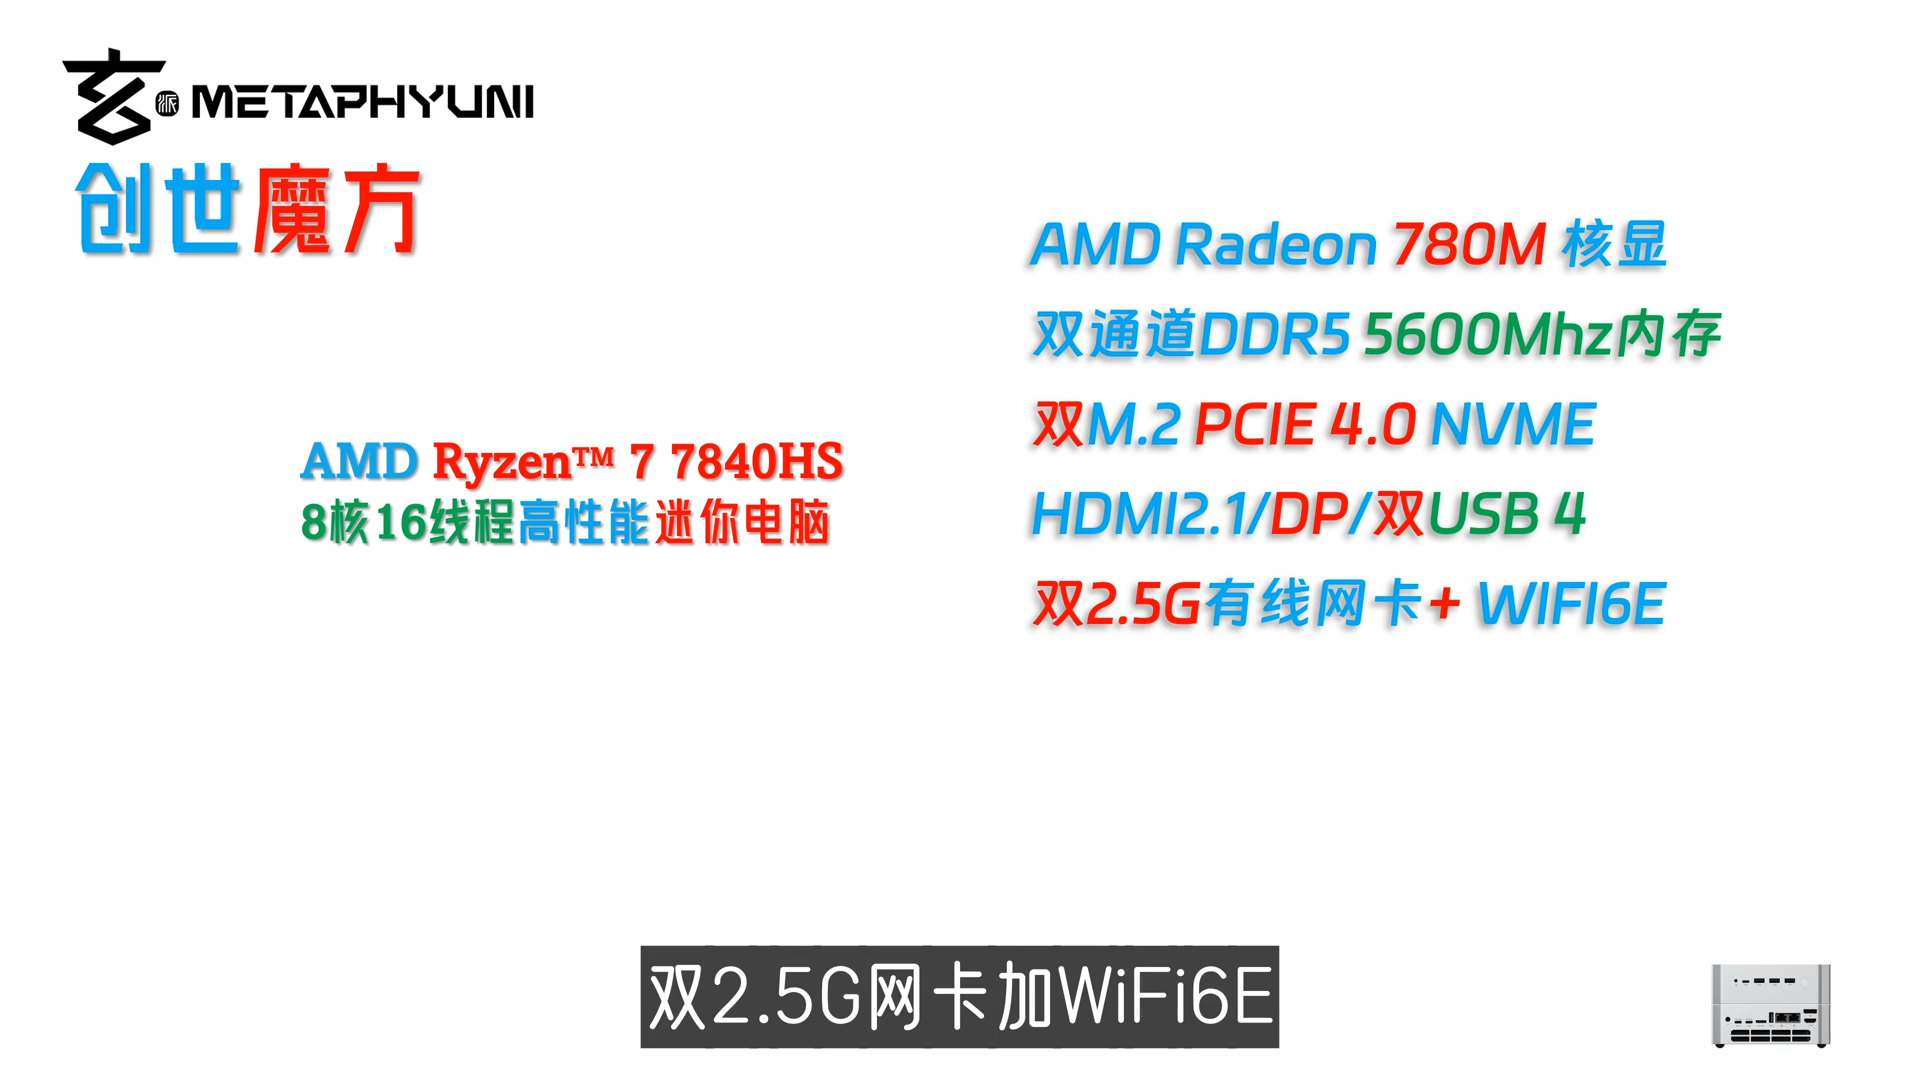 玄派 METAPHYUNI
创世魔方
AMD Ryzen™ 7 7840HS
8核16线程高性能迷你电脑
AMD Radeon 780M 核显
双通道DDR5 5600Mhz内存
双M.2 PCIE 4.0 NVME
HDMI2.1/DP/双USB 4
双2.5G有线网卡+ WIFI6E
双2.5G网卡加WiFi6E